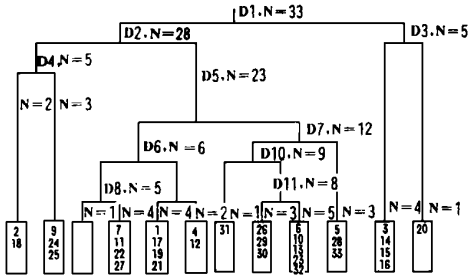 D1, N=33
D2, N=28
D3, N=5
D4, N=5
D5, N=23
N=2
N=3
D7, N=12
D6, N=6
D10, N=9
D8, N=5
D11, N=8
N=1
N=4
N=4
N=2
N=1
N=3
N=5
N=3
N=4
N=1
2
18
9
24
25
7
11
22
27
1
17
19
21
4
12
31
26
29
30
6
10
13
32
5
28
33
3
14
15
16
20